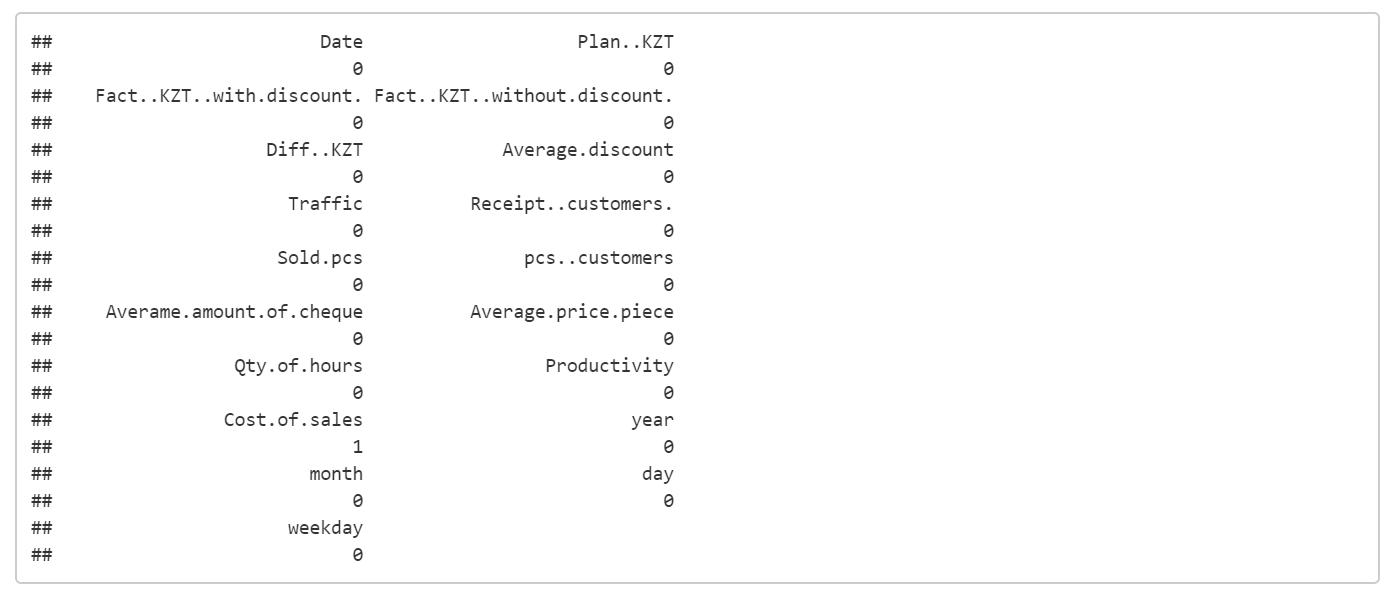 ##                         Date                    Plan..KZT
##                            0                            0
##    Fact..KZT..with.discount. Fact..KZT..without.discount.
##                            0                            0
##                    Diff..KZT             Average.discount
##                            0                            0
##                      Traffic          Receipt..customers.
##                            0                            0
##                     Sold.pcs               pcs..customers
##                            0                            0
##     Averame.amount.of.cheque          Average.price.piece
##                            0                            0
##                 Qty.of.hours                 Productivity
##                            0                            0
##                Cost.of.sales                         year
##                            1                            0
##                        month                          day
##                            0                            0
##                      weekday
##                            0